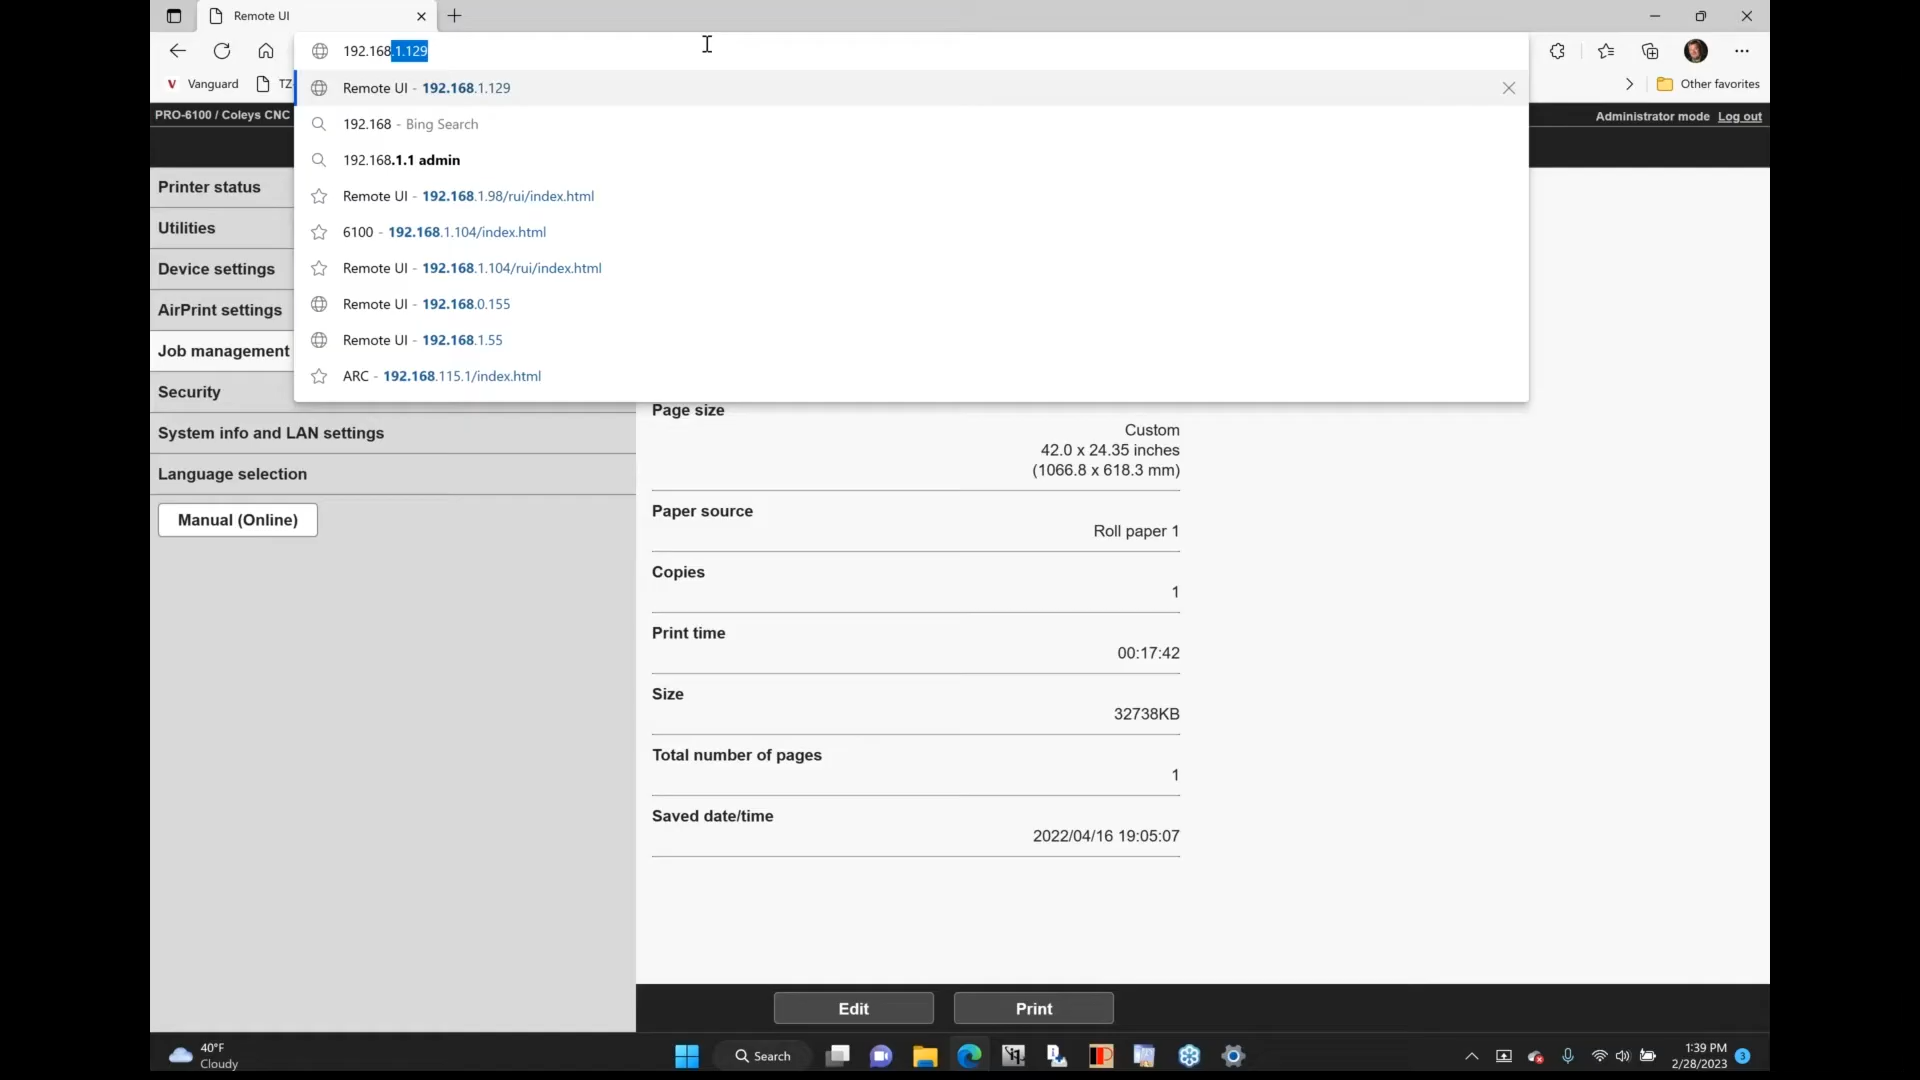 Remote UI
192.168.1.129
Vanguard
TZ
Other favorites
Remote UI - 192.168.1.129
192.168 - Bing Search
192.168.1.1 admin
Remote UI - 192.168.1.98/rui/index.html
6100 - 192.168.1.104/index.html
Remote UI - 192.168.1.104/rui/index.html
Remote UI - 192.168.0.155
Remote UI - 192.168.1.55
ARC - 192.168.115.1/index.html
PRO-6100 / Coleys CNC
Administrator mode Log out
Printer status
Utilities
Device settings
AirPrint settings
Job management
Security
System info and LAN settings
Language selection
Manual (Online)
Page size
Custom
42.0 x 24.35 inches
(1066.8 x 618.3 mm)
Paper source
Roll paper 1
Copies
1
Print time
00:17:42
Size
32738KB
Total number of pages
1
Saved date/time
2022/04/16 19:05:07
Edit
Print
40°F
Cloudy
Search
1:39 PM
2/28/2023
3